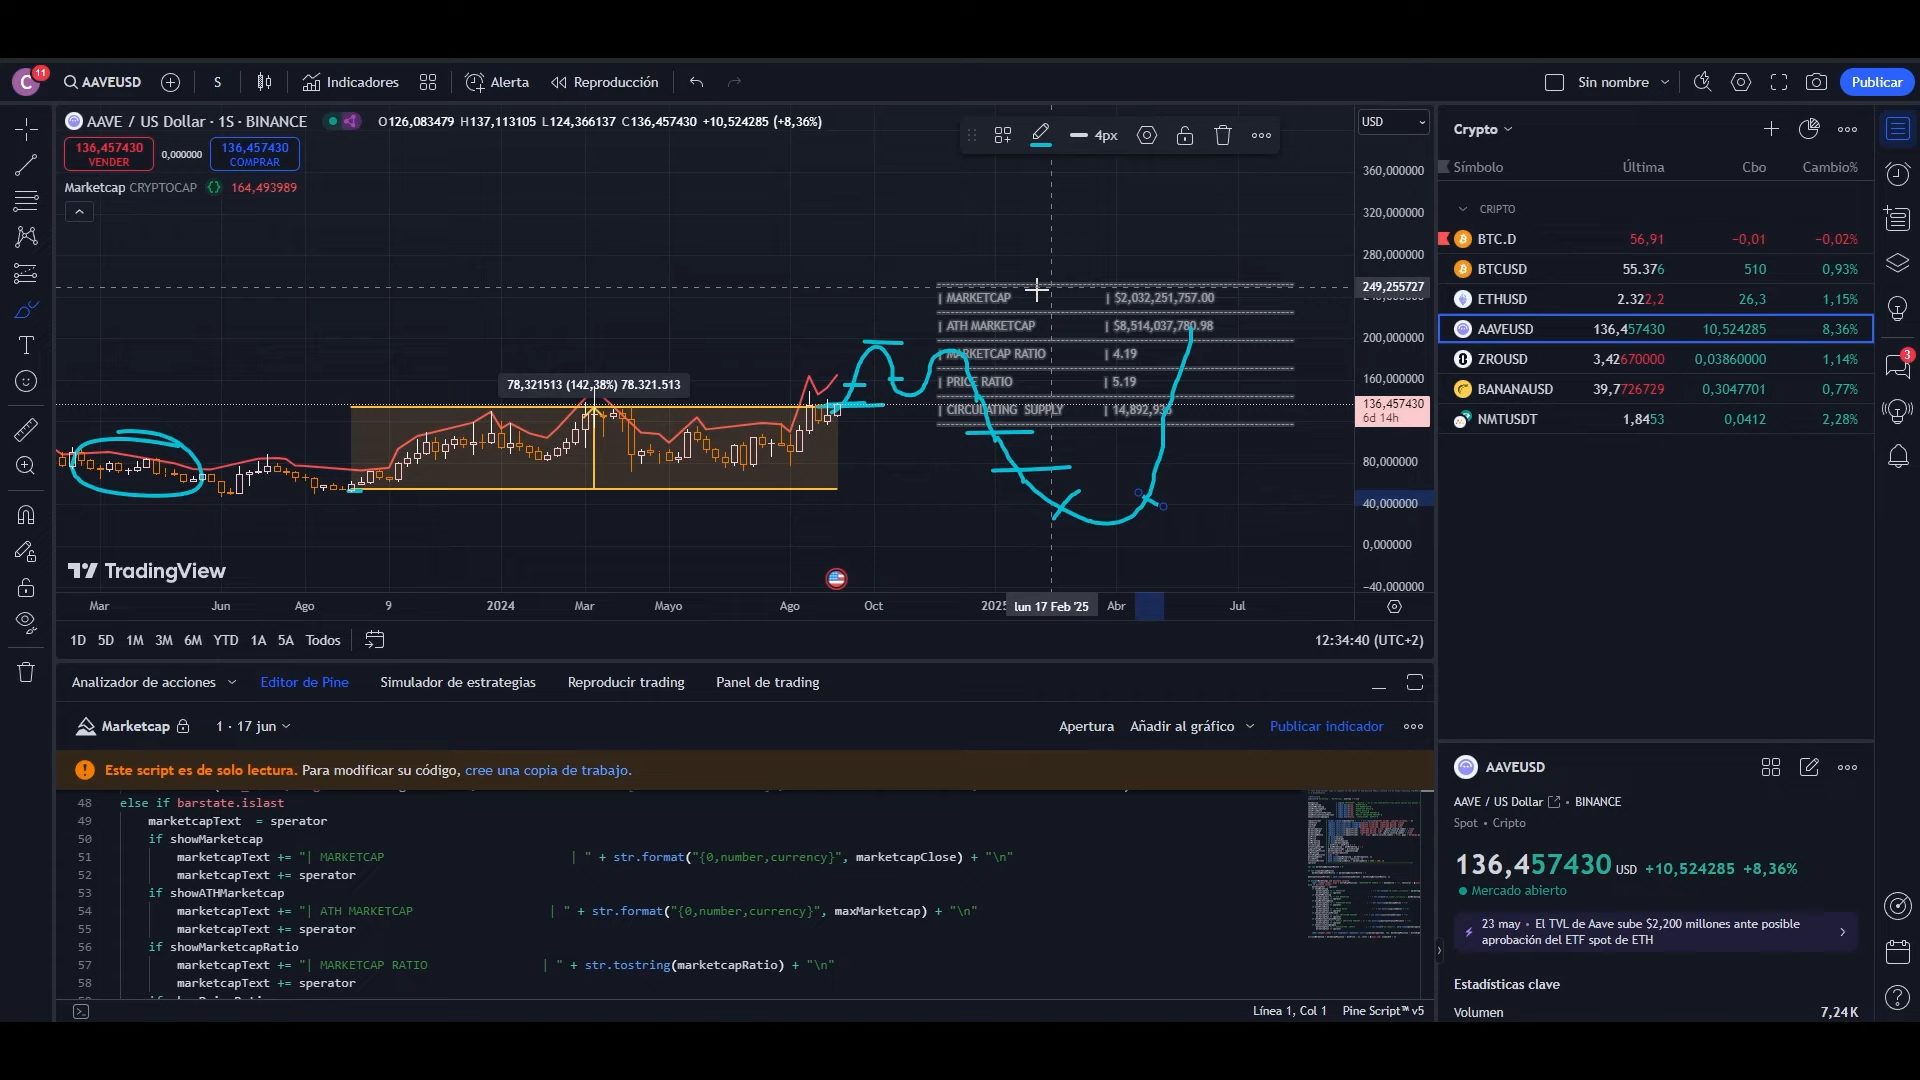 C 11 AAVEUSD S Indicadores Alerta Reproducción Sin nombre Publicar
AAVE / US Dollar · 1S · BINANCE O126,083479 H137,113105 L124,366137 C136,457430 +10,524285 (+8,36%)
136,457430 VENDER 0,000000 136,457430 COMPRAR
Marketcap CRYPTOCAP {} 164,493989
4px
USD
360,000000
320,000000
280,000000
249,255727
200,000000
160,000000
136,457430
6d 14h
80,000000
40,000000
0,000000
−40,000000
| MARKETCAP | $2,032,251,757.00
| ATH MARKETCAP | $8,514,037,780.98
| MARKETCAP RATIO | 4.19
| PRICE RATIO | 5.19
| CIRCULATING SUPPLY | 14,892,93
78,321513 (142,38%) 78.321.513
TradingView
Mar Jun Ago 9 2024 Mar Mayo Ago Oct 2025 lun 17 Feb '25 Abr Jul
1D 5D 1M 3M 6M YTD 1A 5A Todos 12:34:40 (UTC+2)
Analizador de acciones Editor de Pine Simulador de estrategias Reproducir trading Panel de trading
Marketcap 1 · 17 jun Apertura Añadir al gráfico Publicar indicador
Este script es de solo lectura. Para modificar su código, cree una copia de trabajo.
48 else if barstate.islast
49 marketcapText = sperator
50 if showMarketcap
51 marketcapText += "| MARKETCAP | " + str.format("{0,number,currency}", marketcapClose) + "\n"
52 marketcapText += sperator
53 if showATHMarketcap
54 marketcapText += "| ATH MARKETCAP | " + str.format("{0,number,currency}", maxMarketcap) + "\n"
55 marketcapText += sperator
56 if showMarketcapRatio
57 marketcapText += "| MARKETCAP RATIO | " + str.tostring(marketcapRatio) + "\n"
58 marketcapText += sperator
Línea 1, Col 1 Pine Script™ v5
Crypto
Símbolo Última Cbo Cambio%
CRIPTO
BTC.D 56,91 −0,01 −0,02%
BTCUSD 55.376 510 0,93%
ETHUSD 2.322,2 26,3 1,15%
AAVEUSD 136,457430 10,524285 8,36%
ZROUSD 3,42670000 0,03860000 1,14%
BANANAUSD 39,7726729 0,3047701 0,77%
NMTUSDT 1,8453 0,0412 2,28%
3
AAVEUSD
AAVE / US Dollar • BINANCE
Spot • Cripto
136,457430 USD +10,524285 +8,36%
Mercado abierto
23 may • El TVL de Aave sube $2,200 millones ante posible
aprobación del ETF spot de ETH
Estadísticas clave
Volumen 7,24 K